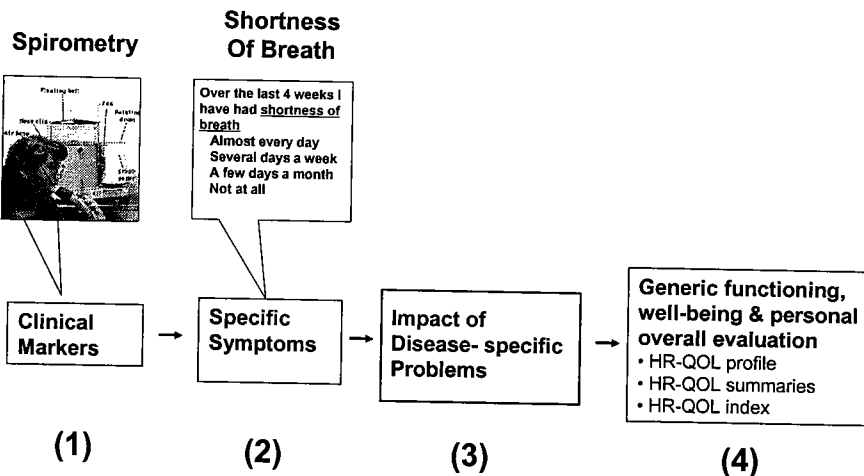 Spirometry
Shortness
Of Breath
Over the last 4 weeks I
have had shortness of
breath
Almost every day
Several days a week
A few days a month
Not at all
Clinical
Markers
Specific
Symptoms
Impact of
Disease- specific
Problems
Generic functioning,
well-being & personal
overall evaluation
• HR-QOL profile
• HR-QOL summaries
• HR-QOL index
(1)
(2)
(3)
(4)